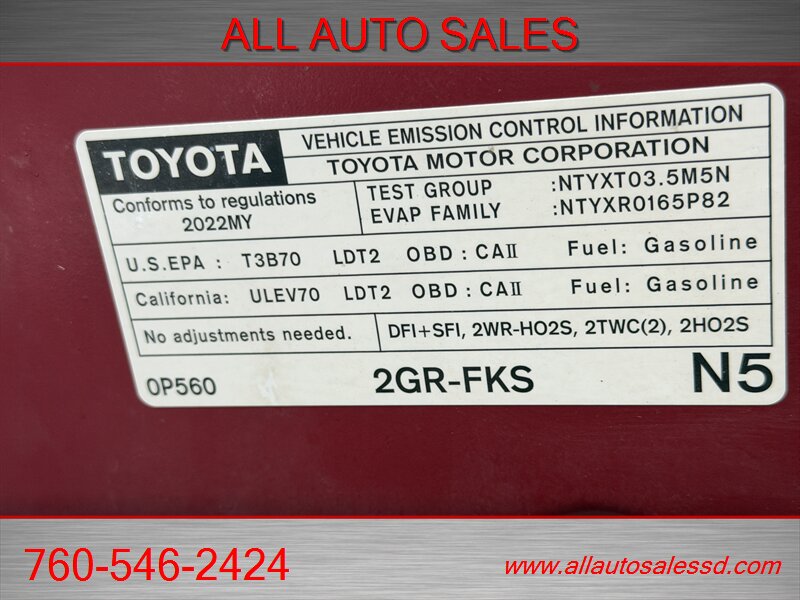 ALL AUTO SALES
TOYOTA
VEHICLE EMISSION CONTROL INFORMATION
TOYOTA MOTOR CORPORATION
Conforms to regulations
2022MY
TEST GROUP :NTYXT03.5M5N
EVAP FAMILY :NTYXR0165P82
U.S.EPA : T3B70 LDT2 OBD : CAII Fuel: Gasoline
California: ULEV70 LDT2 OBD : CAII Fuel: Gasoline
No adjustments needed.
DFI+SFI, 2WR-HO2S, 2TWC(2), 2HO2S
0P560
2GR-FKS
N5
760-546-2424
www.allautosalessd.com